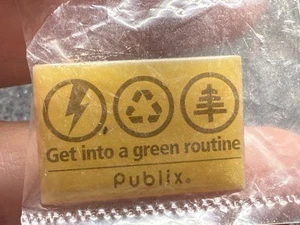 Get into a green routine
Publix®